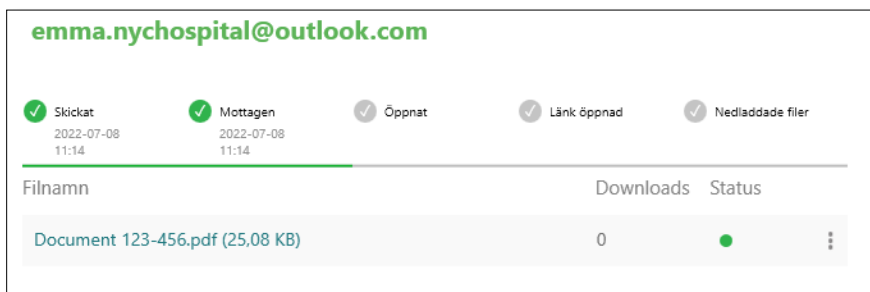 emma.nychospital@outlook.com
Skickat Mottagen Öppnat Länk öppnad Nedladdade filer
2022-07-08 2022-07-08
11:14 11:14
Filnamn Downloads Status
Document 123-456.pdf (25,08 KB) 0